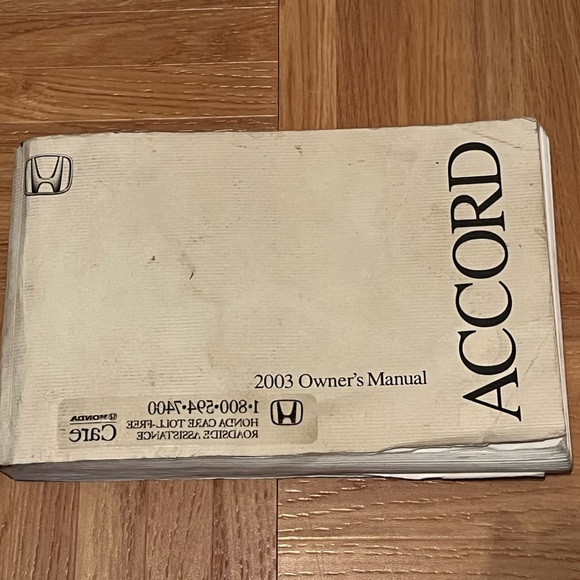 ACCORD
2003 Owner's Manual
1•800•594•7400
HONDA CARE TOLL-FREE
ROADSIDE ASSISTANCE
HONDA
Care